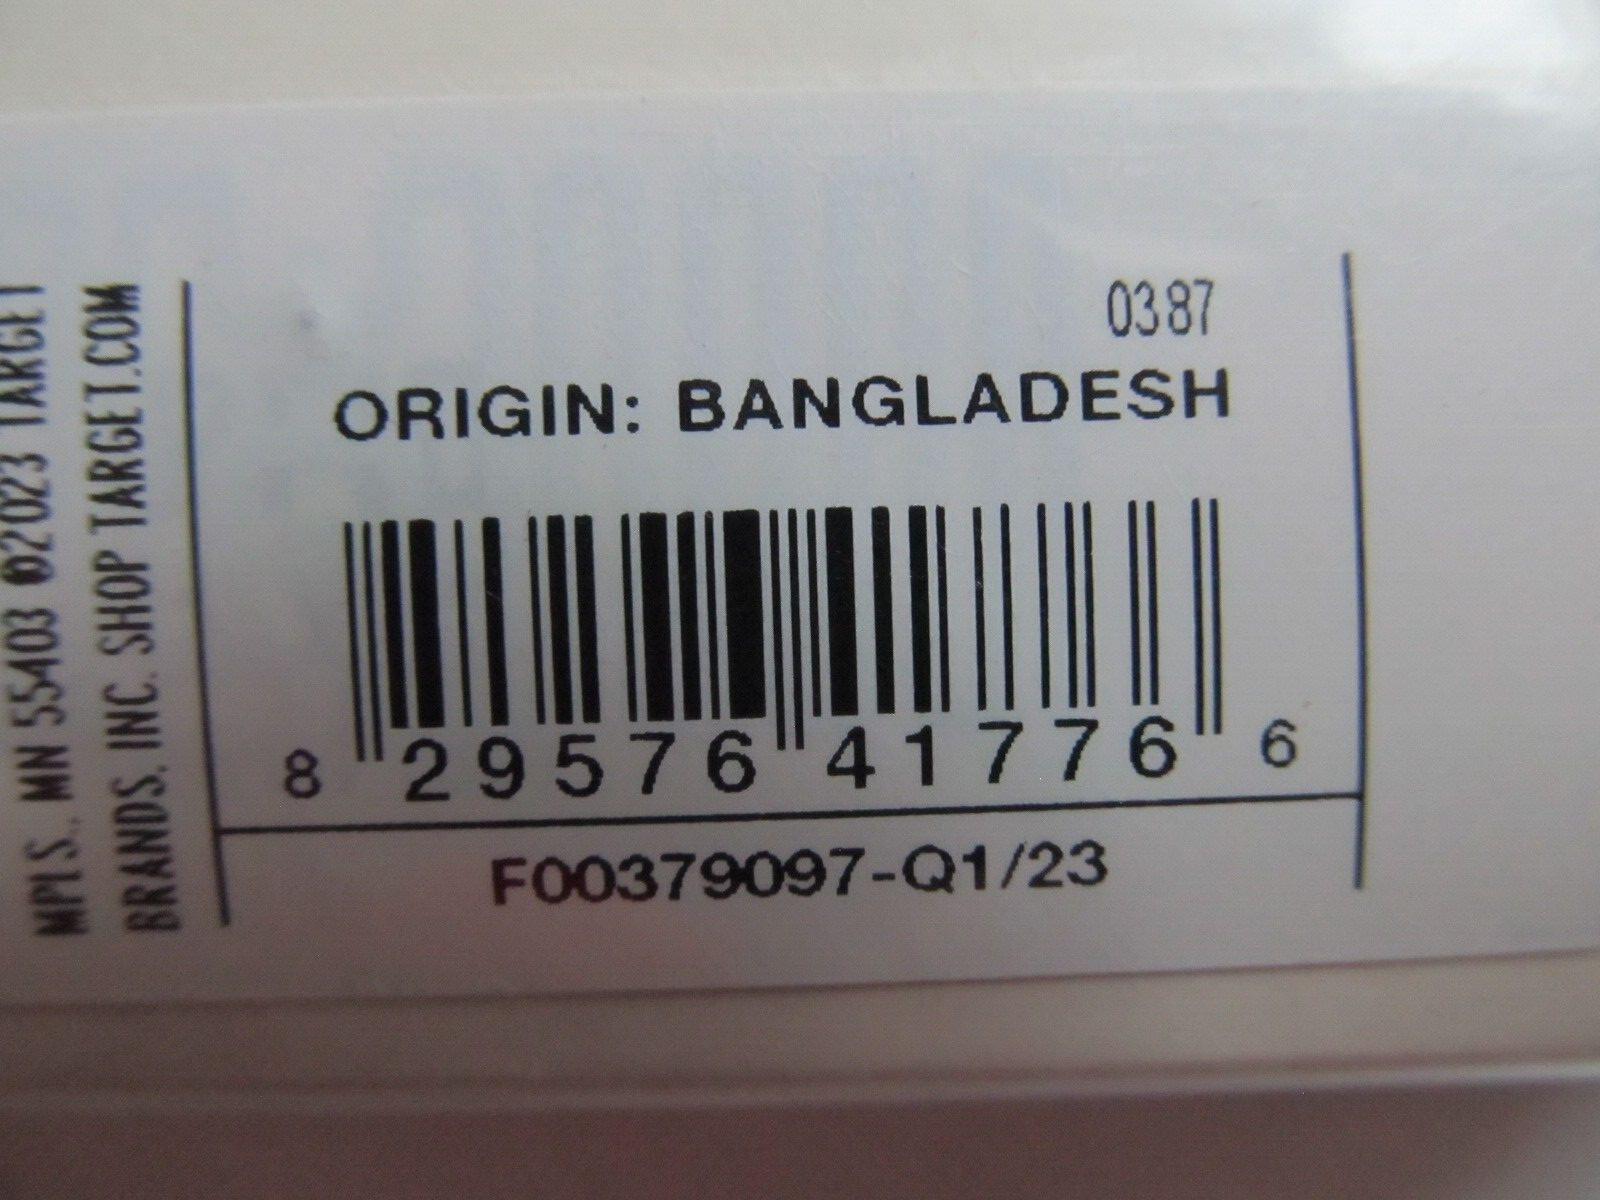 MPLS., MN 55403 ©2023 TARGET
BRANDS, INC. SHOP TARGET.COM
0387
ORIGIN: BANGLADESH
8 29576 41776 6
F00379097-Q1/23